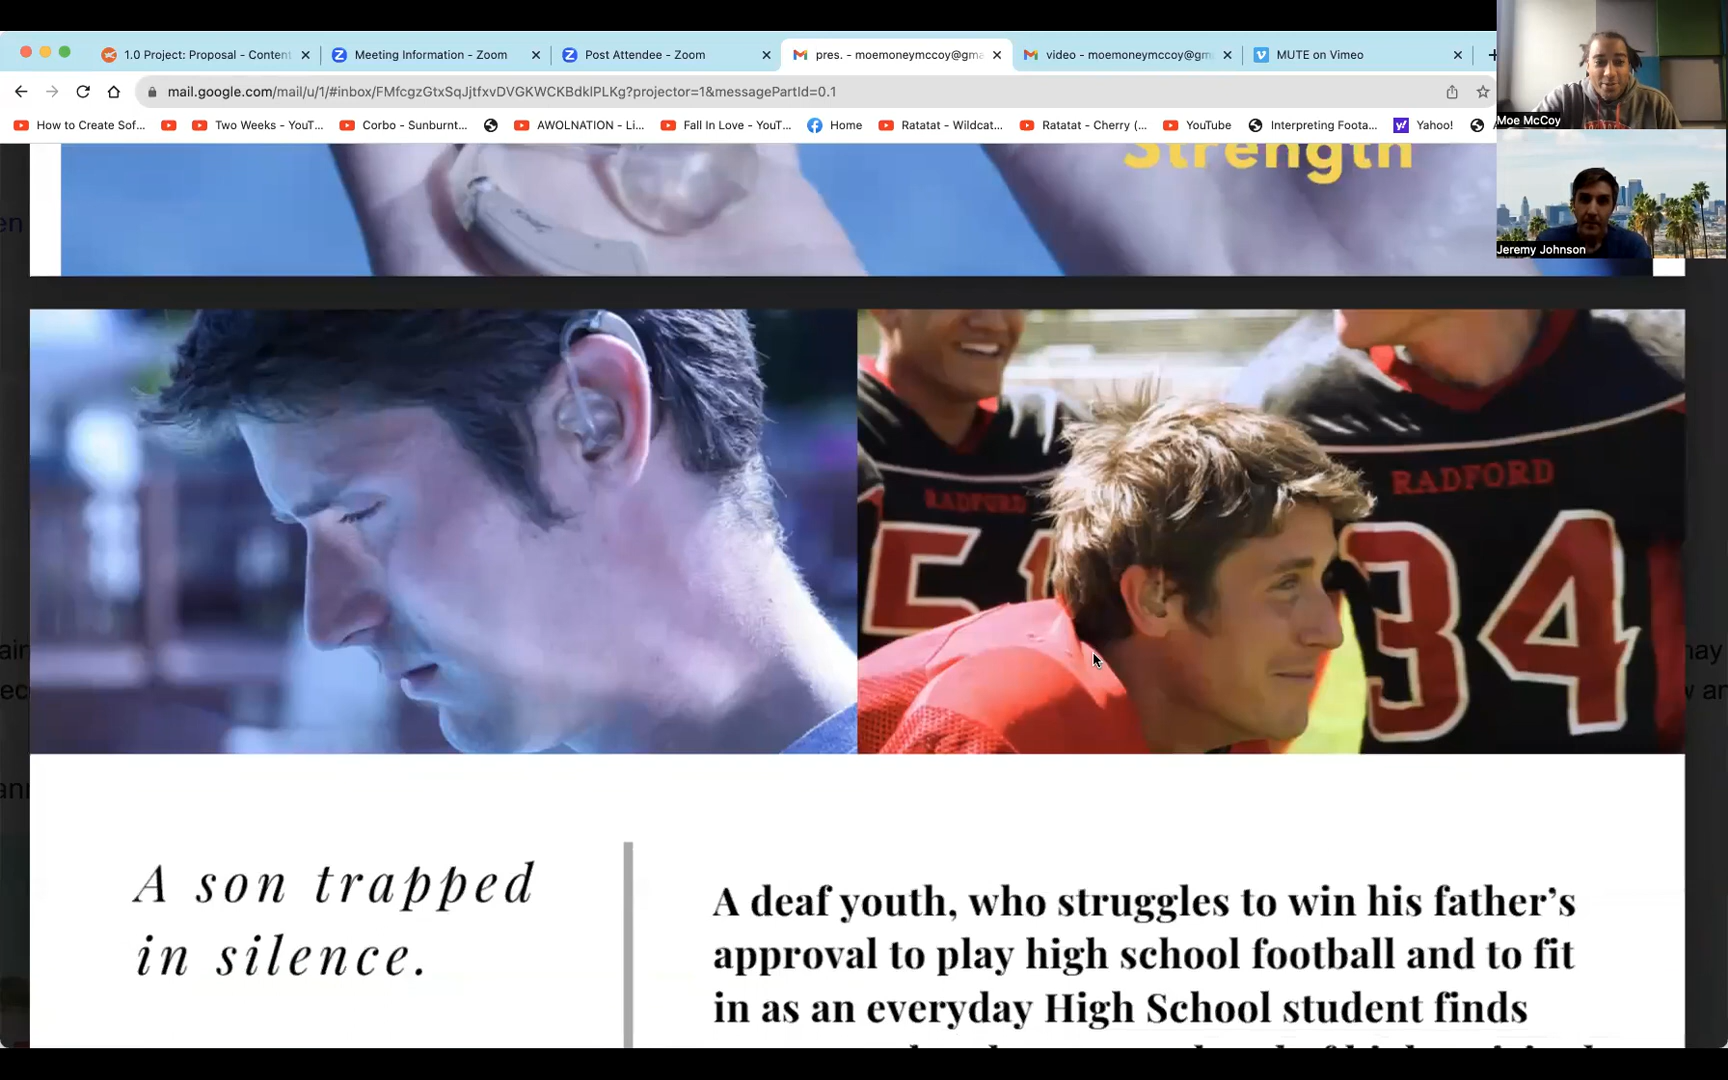 1.0 Project: Proposal - Content
Meeting Information - Zoom
Post Attendee - Zoom
pres. - moemoneymccoy@gma
video - moemoneymccoy@gm
MUTE on Vimeo
mail.google.com/mail/u/1/#inbox/FMfcgzGtxSqJjtfxvDVGKWCKBdklPLKg?projector=1&messagePartId=0.1
How to Create Sof...
Two Weeks - YouT...
Corbo - Sunburnt...
AWOLNATION - Li...
Fall In Love - YouT...
Home
Ratatat - Wildcat...
Ratatat - Cherry (...
YouTube
Interpreting Foota...
Yahoo!
Moe McCoy
Jeremy Johnson
Strength
RADFORD
RADFORD
34
A son trapped
in silence.
A deaf youth, who struggles to win his father's
approval to play high school football and to fit
in as an everyday High School student finds